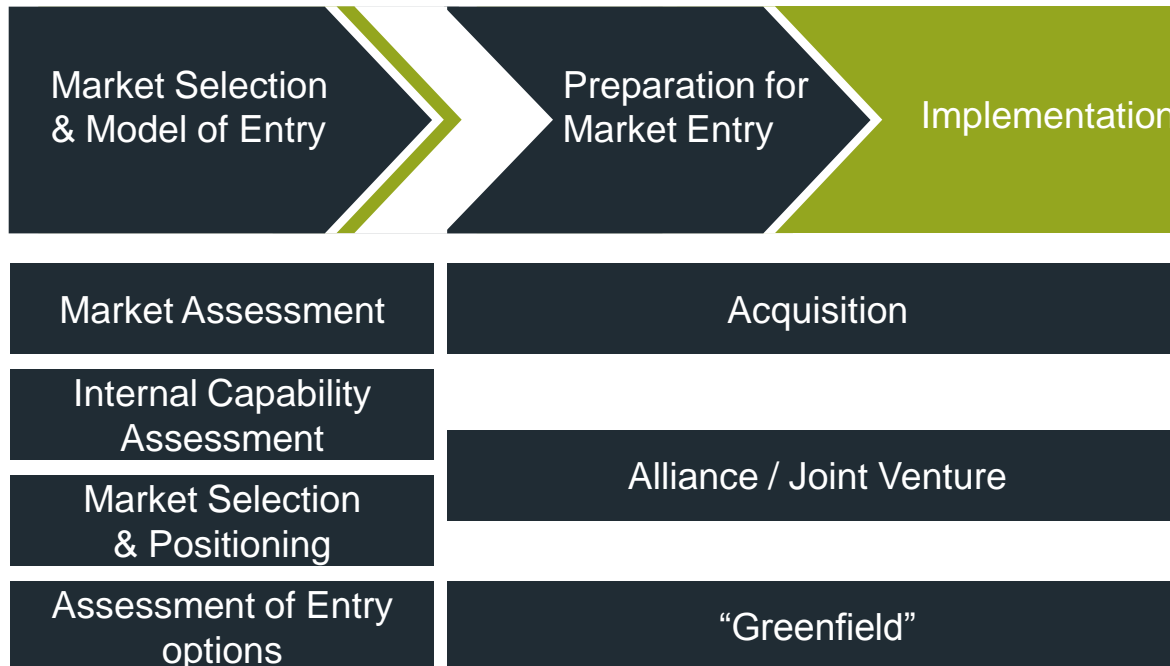 Market Selection
& Model of Entry
Preparation for
Market Entry
Implementation
Market Assessment
Internal Capability
Assessment
Market Selection
& Positioning
Assessment of Entry
options
Acquisition
Alliance / Joint Venture
“Greenfield”